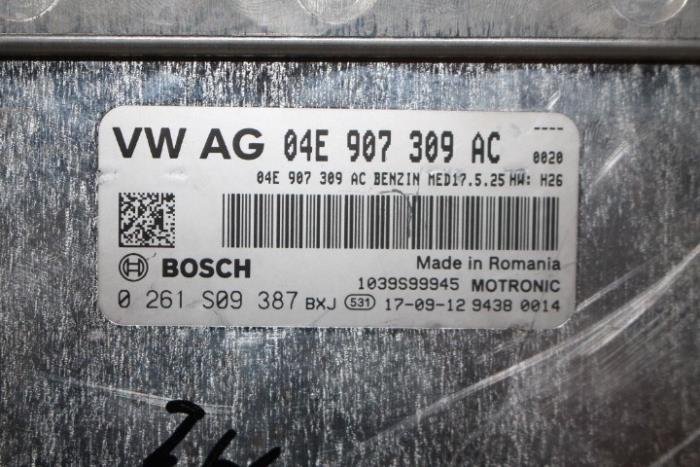 VW AG 04E 907 309 AC ---- 0020
04E 907 309 AC BENZIN MED17.5.25 HW: H26
BOSCH Made in Romania
1039S99945 MOTRONIC
0 261 S09 387 BXJ 531 17-09-12 9438 0014